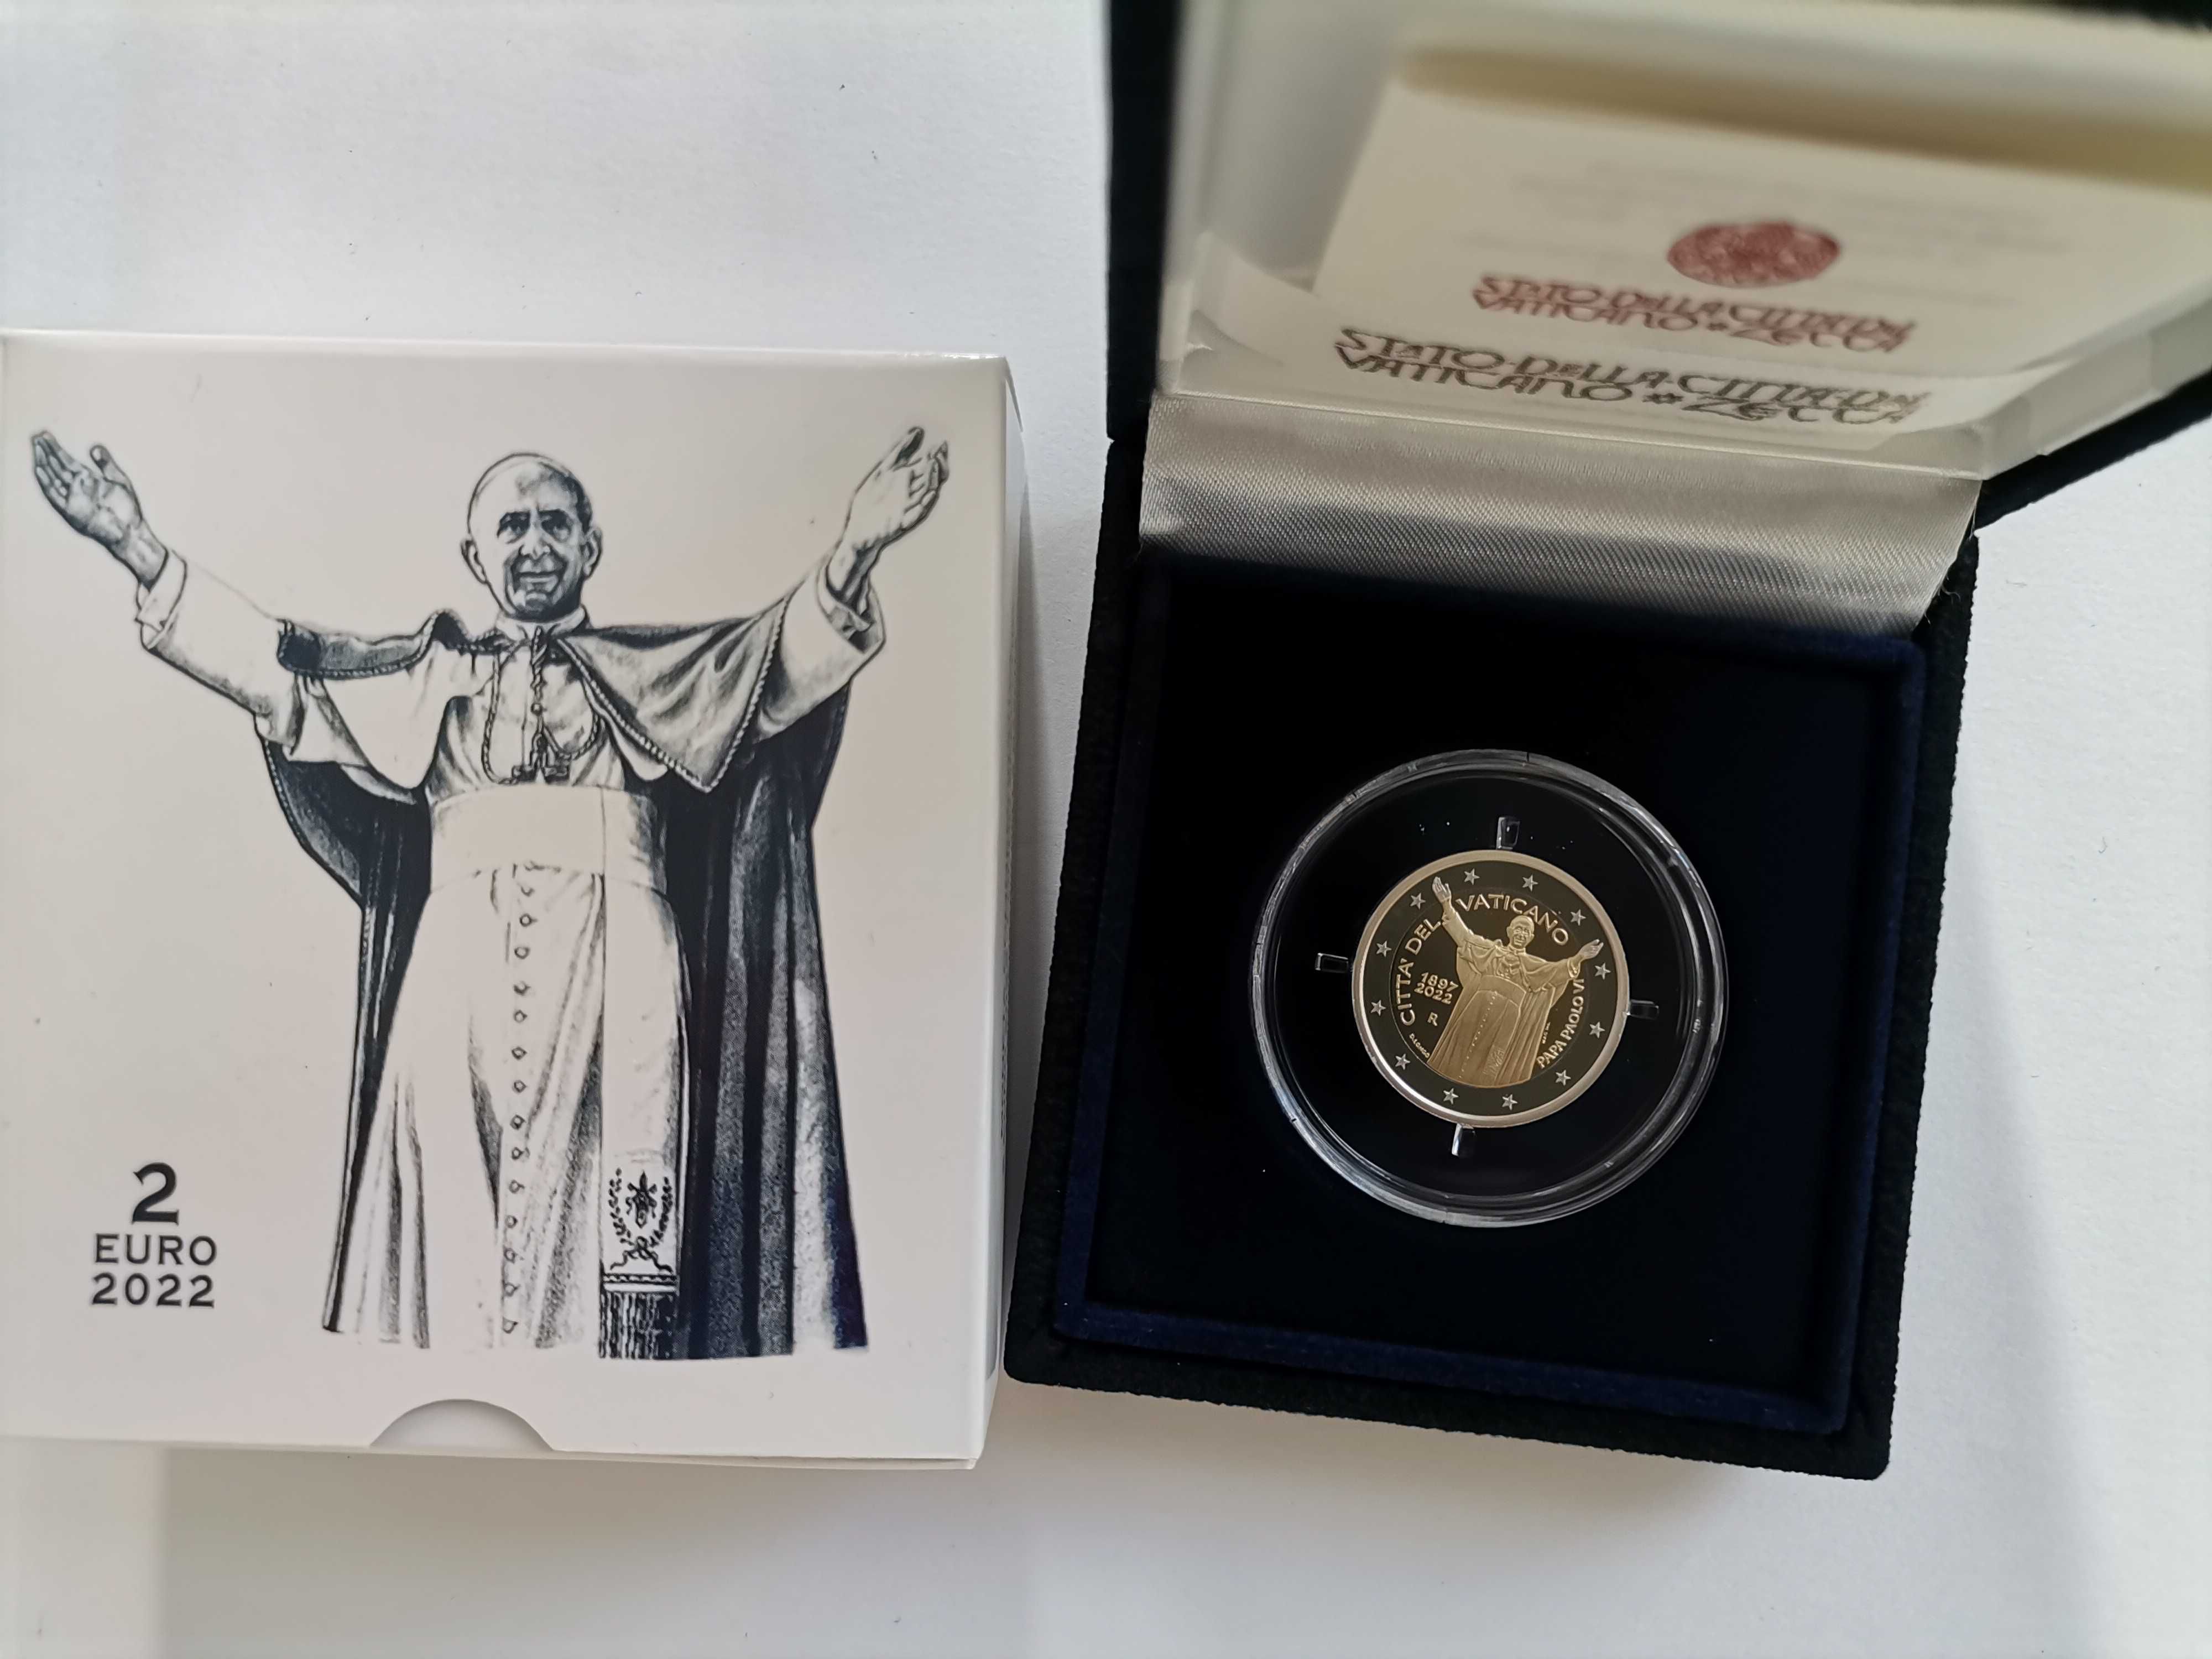 2
EURO
2022
STATO DELLA CITTÀ DEL
VATICANO * ZECCA
STATO DELLA CITTÀ DEL
VATICANO * ZECCA
CITTA' DEL VATICANO
1897
2022
R
D. LONGO
PAPA PAOLO VI